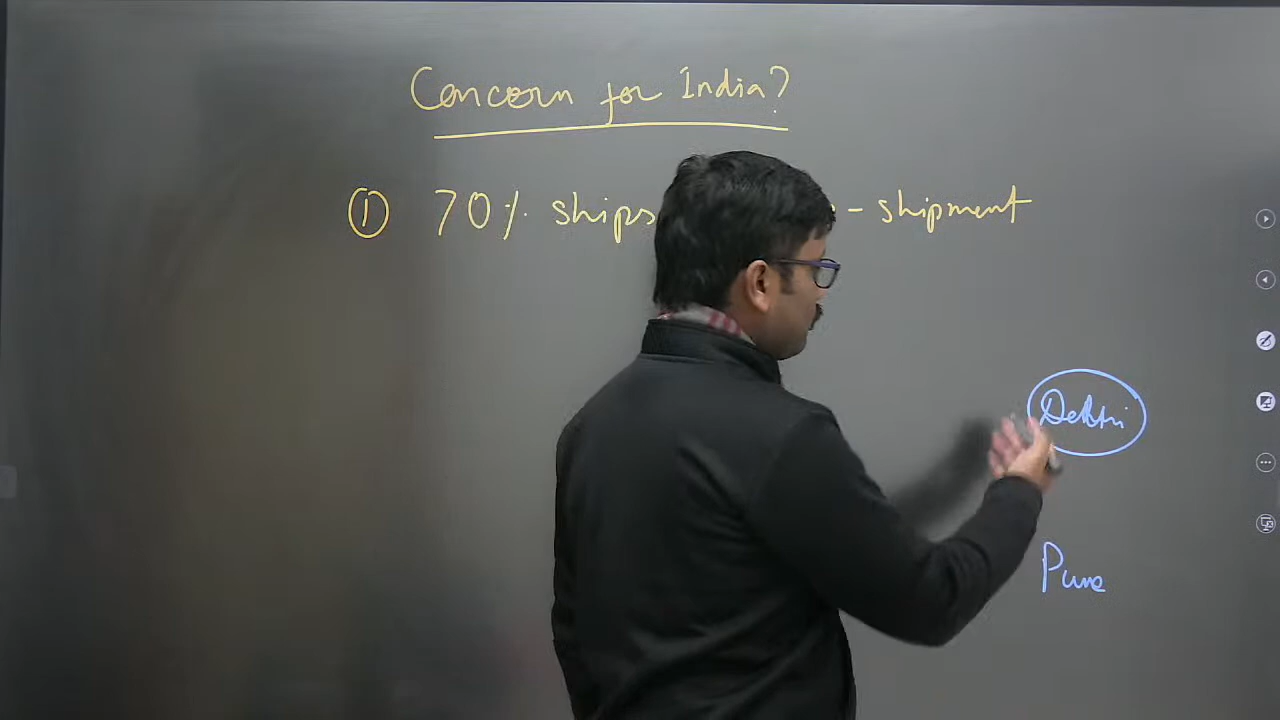 Concern for India?
① 70% ships - shipment
Delhi
Pune